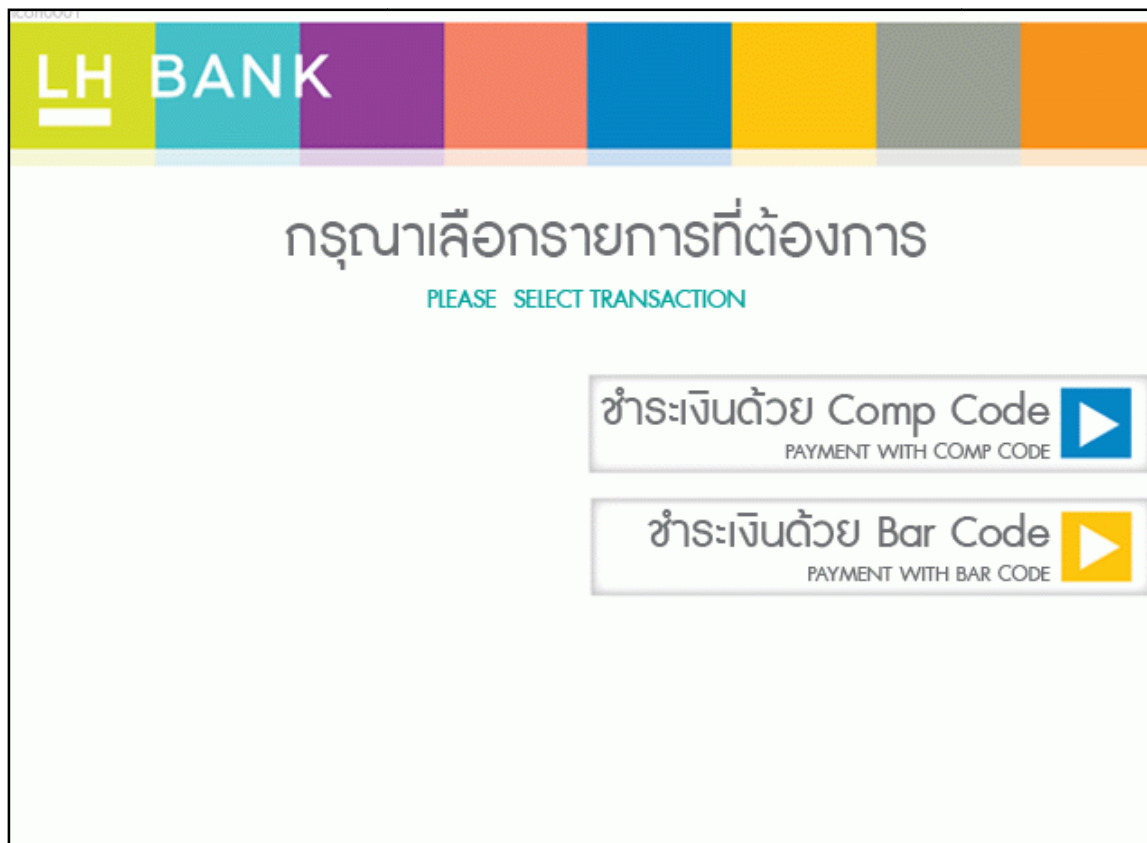 LH BANK
กรุณาเลือกรายการที่ต้องการ
PLEASE SELECT TRANSACTION
ชำระเงินด้วย Comp Code
PAYMENT WITH COMP CODE
ชำระเงินด้วย Bar Code
PAYMENT WITH BAR CODE